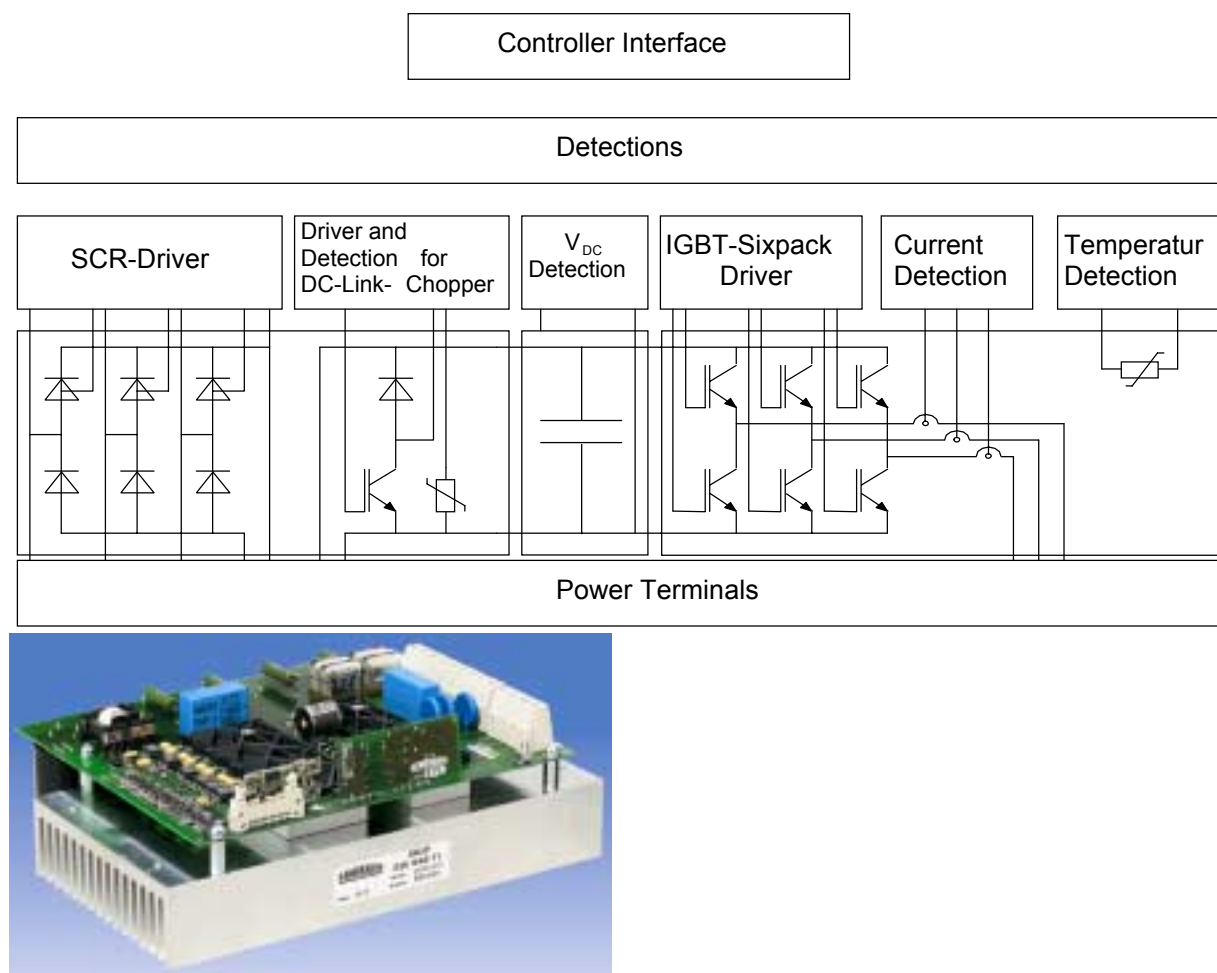 Controller Interface
Detections
SCR-Driver
Driver and
Detection for
DC-Link- Chopper
VDC
Detection
IGBT-Sixpack
Driver
Current
Detection
Temperatur
Detection
Power Terminals